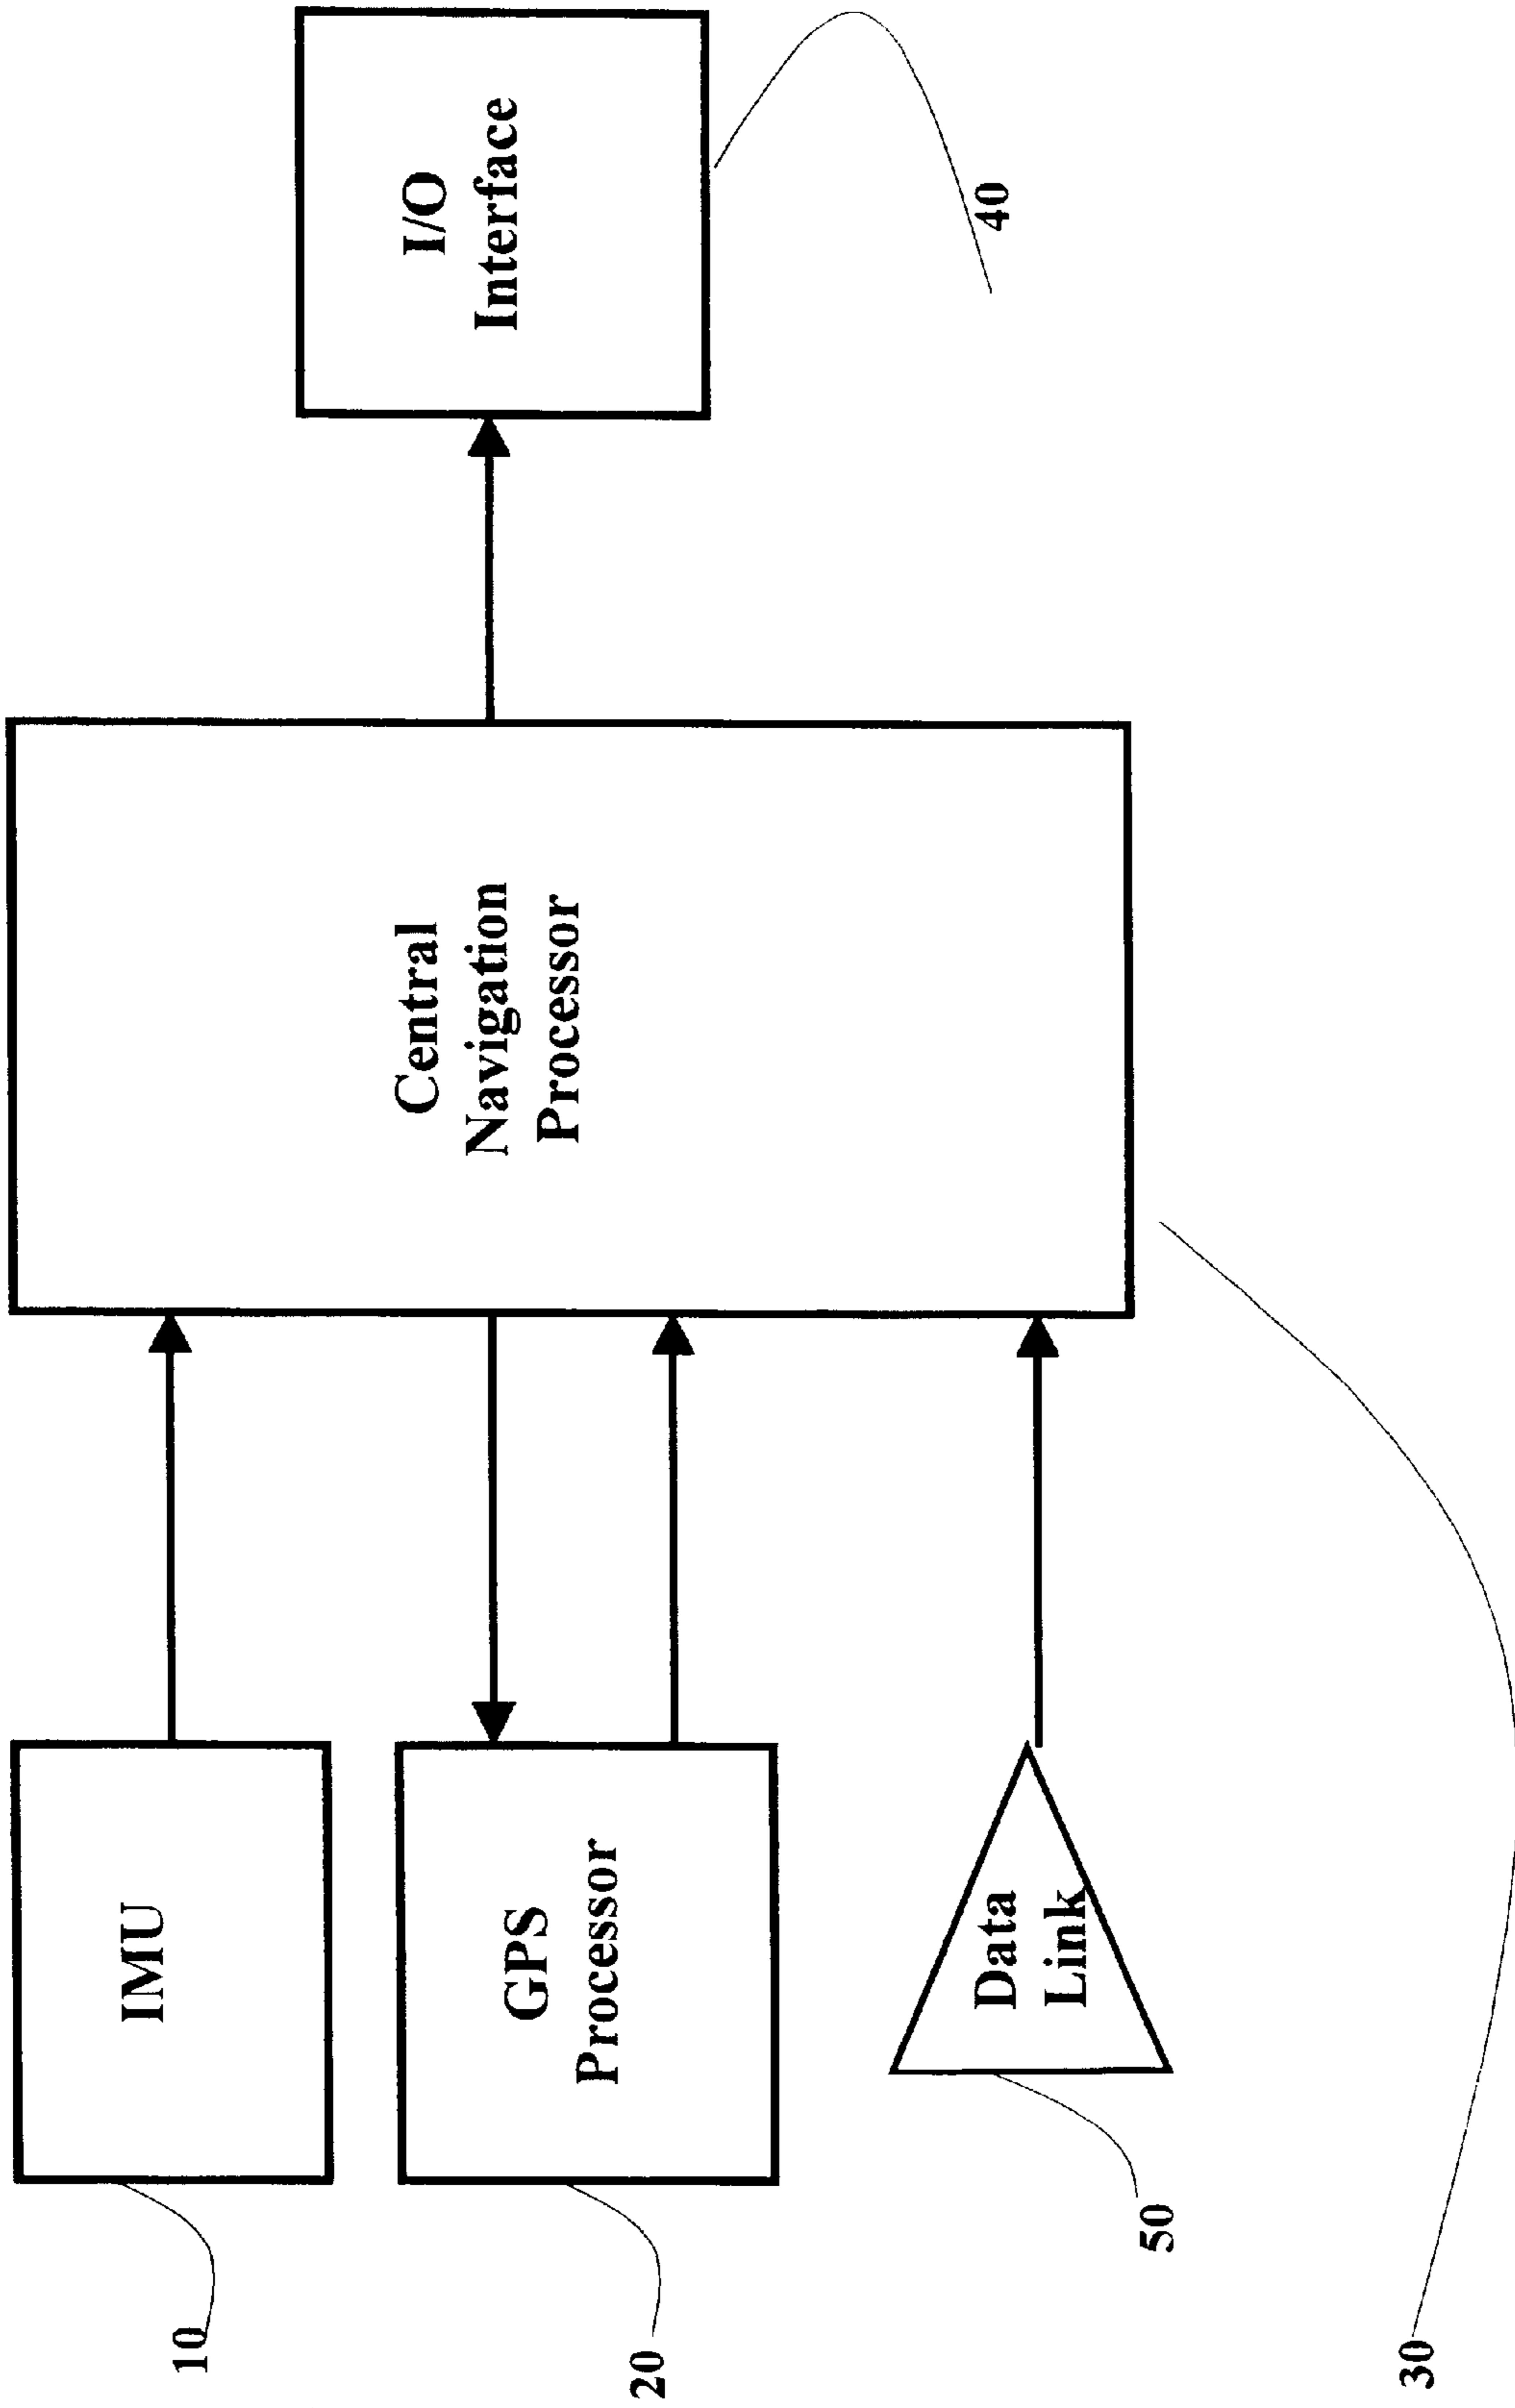 IMU
10
GPS
Processor
20
Data
Link
50
Central
Navigation
Processor
30
I/O
Interface
40